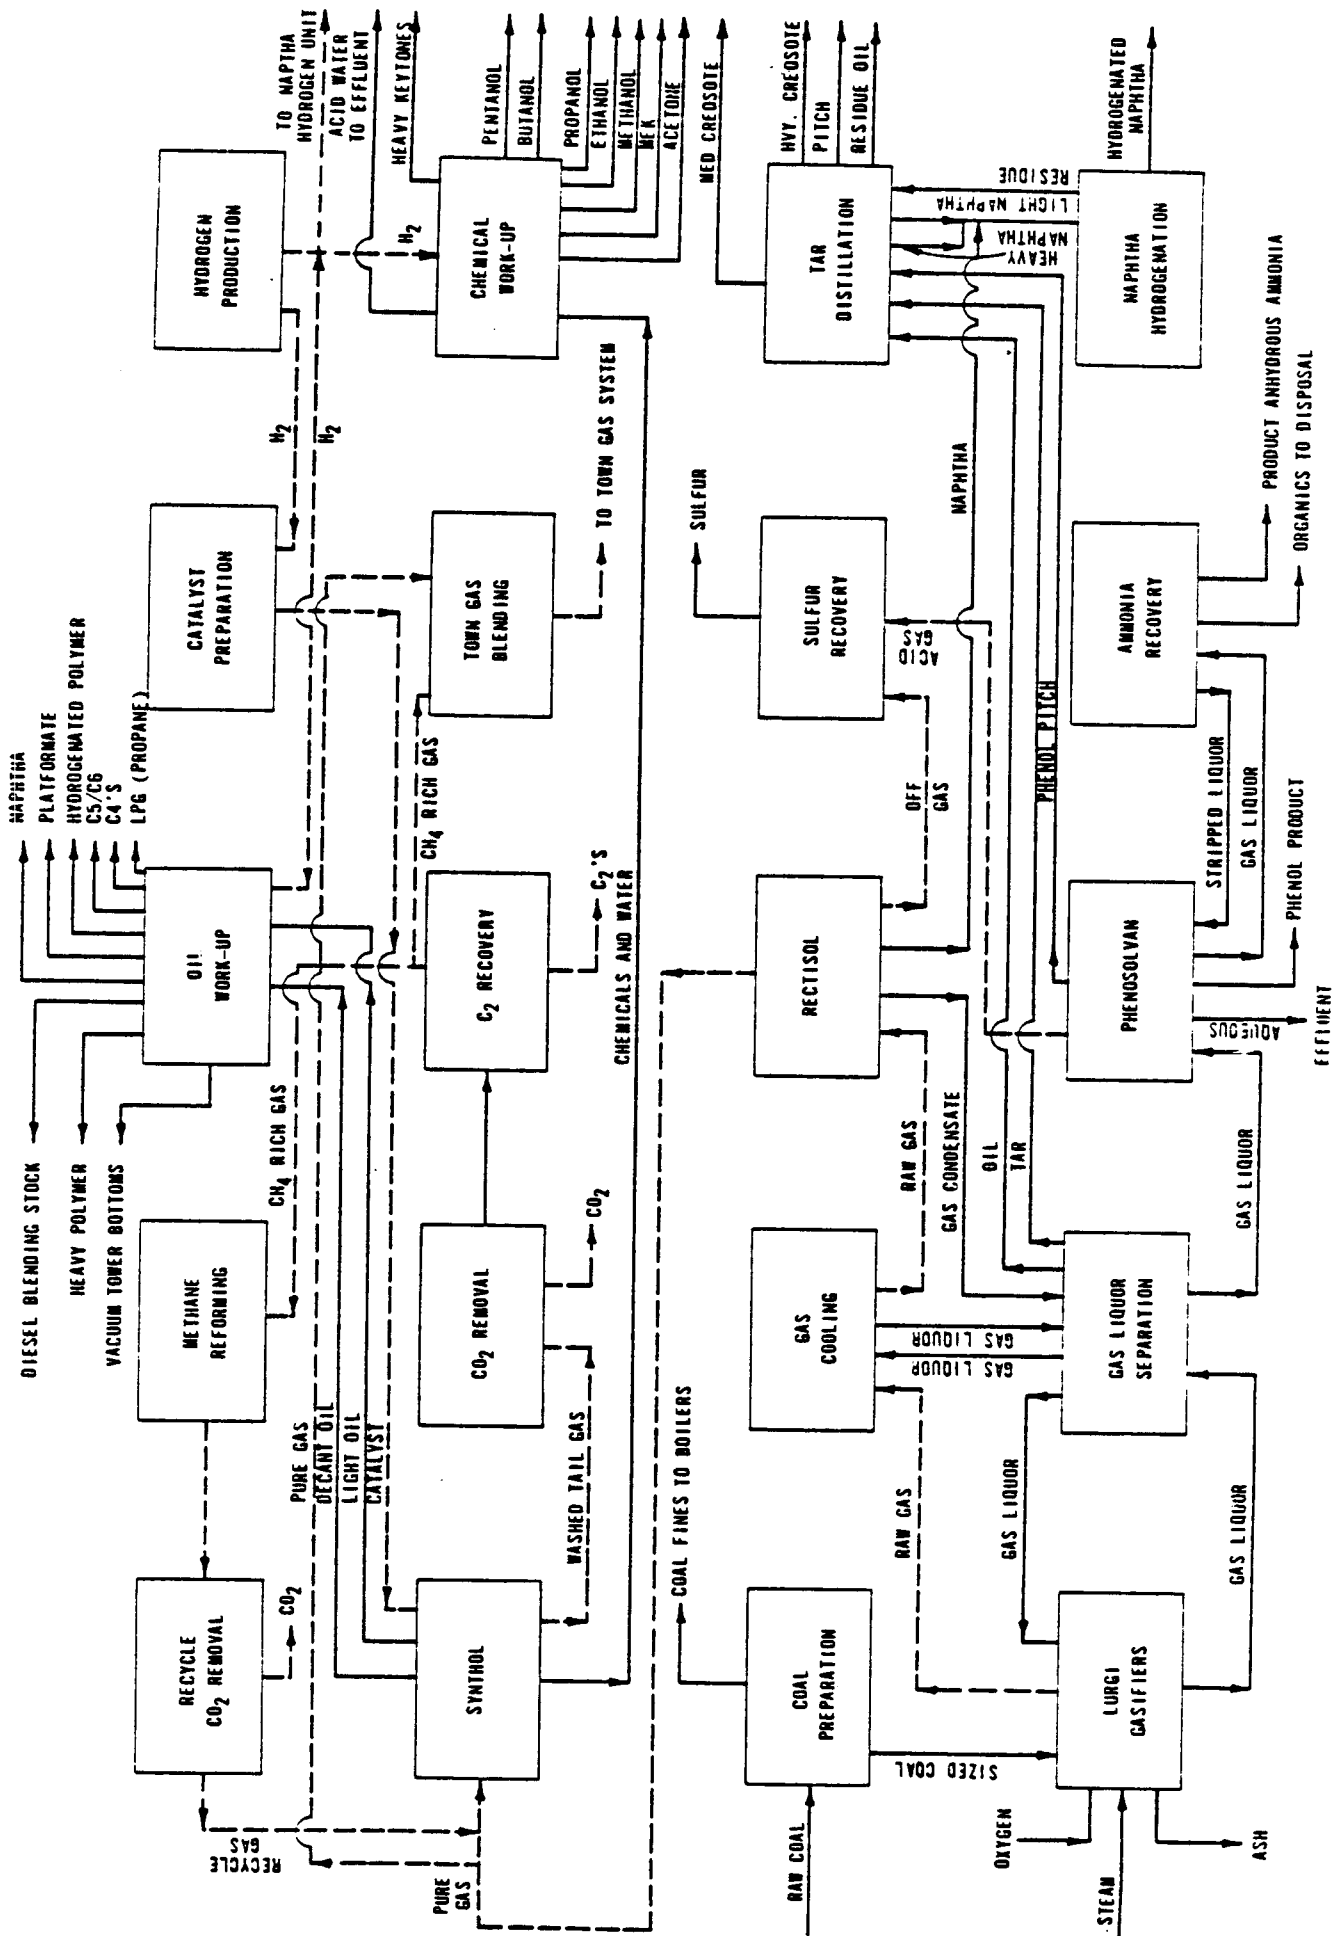 DIESEL BLENDING STOCK
HEAVY POLYMER
VACUUM TOWER BOTTOMS
NAPHTHA
PLATFORMATE
HYDROGENATED POLYMER
C5/C6
C4'S
LPG (PROPANE)
TO NAPTHA
HYDROGEN UNIT
ACID WATER
TO EFFLUENT
HEAVY KEYTONES
RECYCLE
CO2 REMOVAL
METHANE
REFORMING
OIL
WORK-UP
CATALYST
PREPARATION
HYDROGEN
PRODUCTION
CO2
CH4 RICH GAS
H2
H2
H2
RECYCLE
GAS
PURE GAS
DECANT OIL
LIGHT OIL
CATALYST
CH4 RICH GAS
PURE
GAS
SYNTHOL
CO2 REMOVAL
C2 RECOVERY
TOWN GAS
BLENDING
CHEMICAL
WORK-UP
PENTANOL
BUTANOL
PROPANOL
ETHANOL
METHANOL
MEK
ACETONE
WASHED TAIL GAS
CO2
C2'S
TO TOWN GAS SYSTEM
CHEMICALS AND WATER
COAL FINES TO BOILERS
SULFUR
MED CREOSOTE
RAW COAL
COAL
PREPARATION
GAS
COOLING
RECTISOL
SULFUR
RECOVERY
TAR
DISTILLATION
HVY. CREOSOTE
PITCH
RESIDUE OIL
SIZED COAL
RAW GAS
GAS LIQUOR
GAS LIQUOR
RAW GAS
GAS CONDENSATE
OFF
GAS
ACID
GAS
NAPHTHA
HEAVY
NAPHTHA
LIGHT NAPHTHA
RESIDUE
OIL
TAR
PHENOL PITCH
GAS LIQUOR
OXYGEN
STEAM
ASH
LURGI
GASIFIERS
GAS LIQUOR
SEPARATION
PHENOSOLVAN
AMMONIA
RECOVERY
NAPHTHA
HYDROGENATION
HYDROGENATED
NAPHTHA
GAS LIQUOR
GAS LIQUOR
AQUEOUS
EFFLUENT
PHENOL PRODUCT
STRIPPED LIQUOR
GAS LIQUOR
PRODUCT ANHYDROUS AMMONIA
ORGANICS TO DISPOSAL